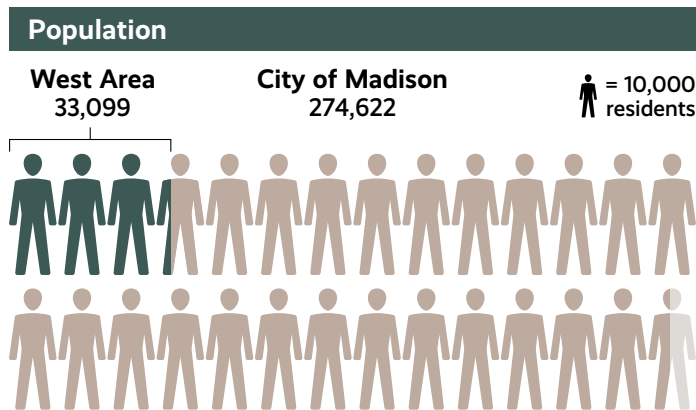 Population
West Area
33,099
City of Madison
274,622
= 10,000
residents